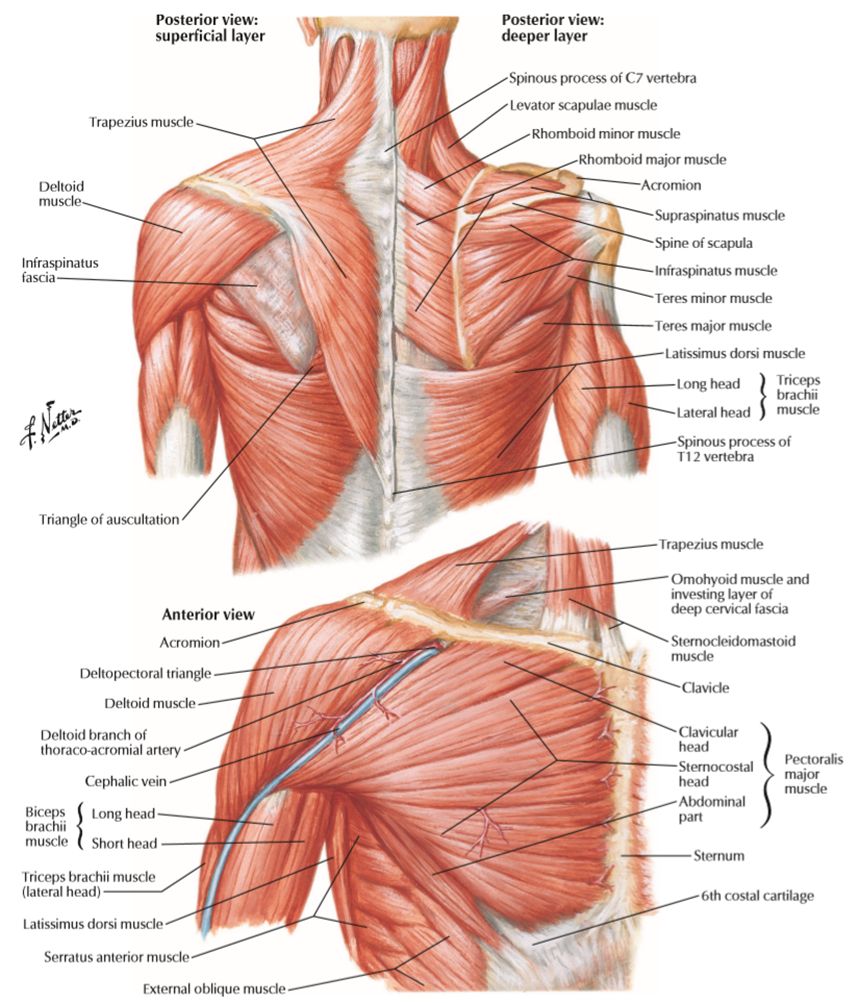 Posterior view:
superficial layer
Posterior view:
deeper layer
Spinous process of C7 vertebra
Levator scapulae muscle
Trapezius muscle
Rhomboid minor muscle
Rhomboid major muscle
Acromion
Deltoid
muscle
Supraspinatus muscle
Spine of scapula
Infraspinatus
fascia
Infraspinatus muscle
Teres minor muscle
Teres major muscle
Latissimus dorsi muscle
Long head
Lateral head
Triceps
brachii
muscle
F. Netter
M.D.
Spinous process of
T12 vertebra
Triangle of auscultation
Trapezius muscle
Omohyoid muscle and
investing layer of
deep cervical fascia
Anterior view
Acromion
Sternocleidomastoid
muscle
Deltopectoral triangle
Clavicle
Deltoid muscle
Deltoid branch of
thoraco-acromial artery
Clavicular
head
Sternocostal
head
Abdominal
part
Pectoralis
major
muscle
Cephalic vein
Biceps
brachii
muscle
Long head
Short head
Sternum
Triceps brachii muscle
(lateral head)
6th costal cartilage
Latissimus dorsi muscle
Serratus anterior muscle
External oblique muscle